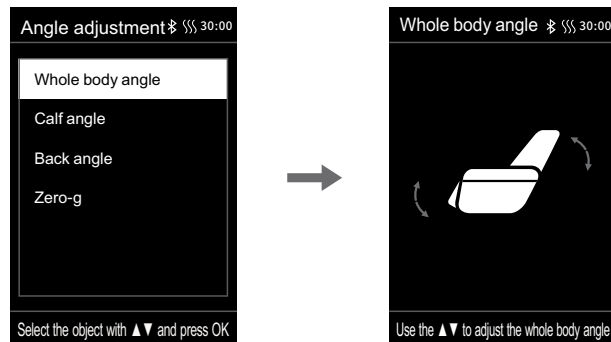 Angle adjustment 30:00
Whole body angle
Calf angle
Back angle
Zero-g
Select the object with ▲▼ and press OK
Whole body angle 30:00
Use the ▲▼ to adjust the whole body angle